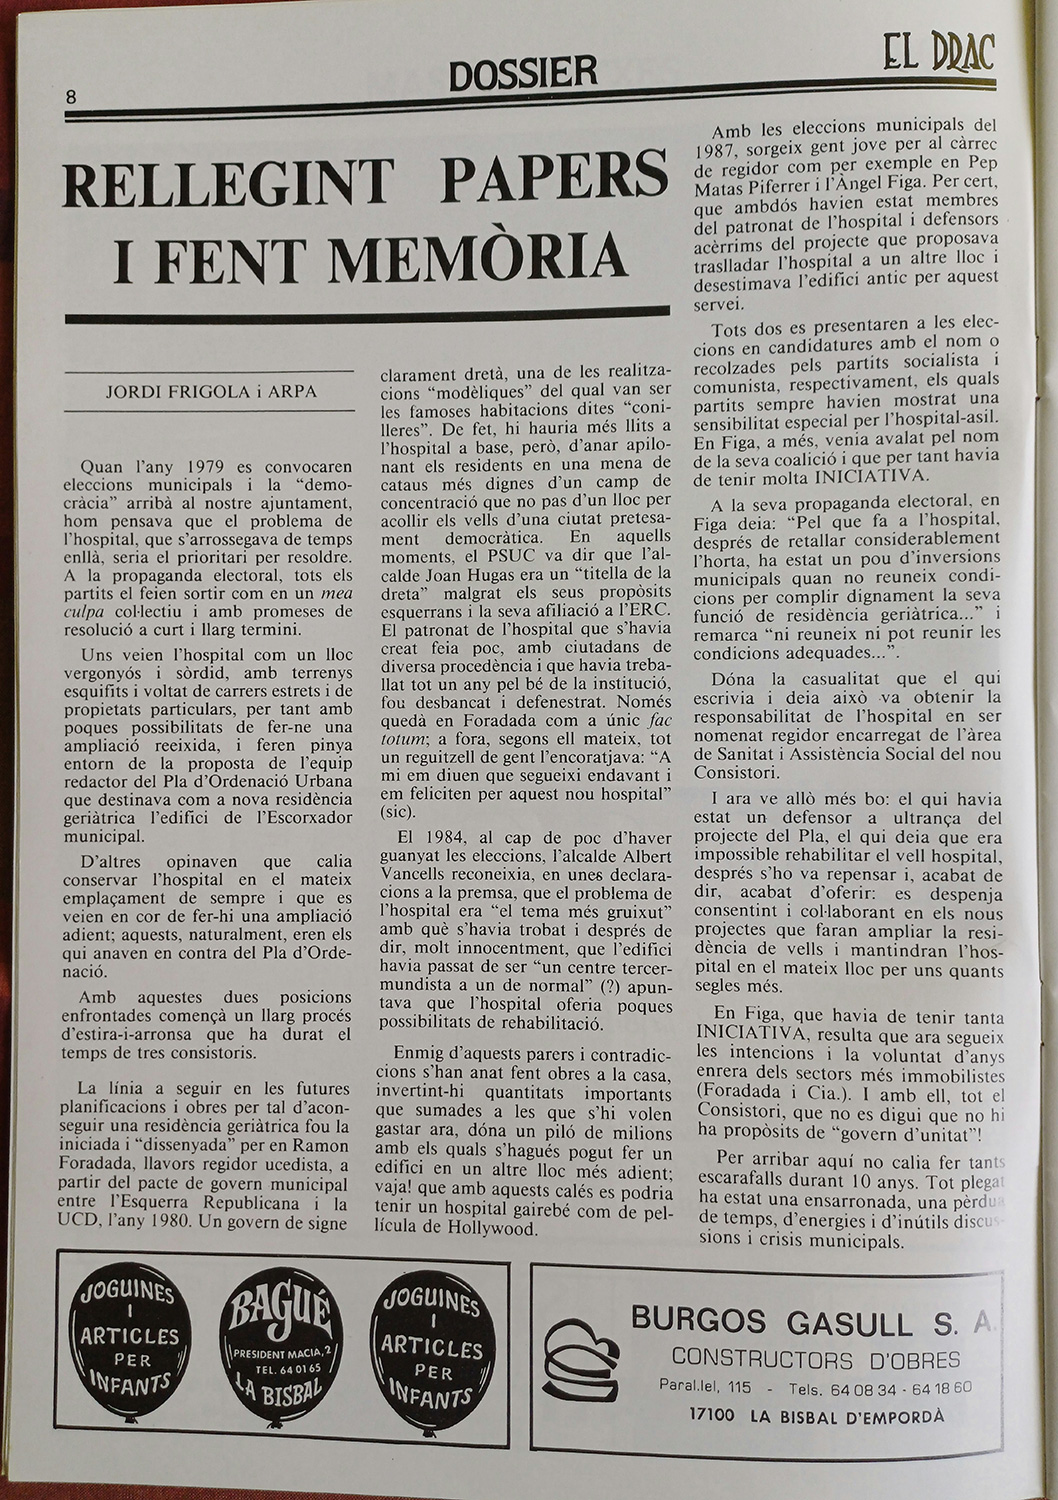 8
DOSSIER
EL DRAC
RELLEGINT PAPERS
I FENT MEMÒRIA
JORDI FRIGOLA i ARPA
Quan l'any 1979 es convocaren
eleccions municipals i la “demo-
cràcia” arribà al nostre ajuntament,
hom pensava que el problema de
l'hospital, que s'arrossegava de temps
enllà, seria el prioritari per resoldre.
A la propaganda electoral, tots els
partits el feien sortir com en un mea
culpa col·lectiu i amb promeses de
resolució a curt i llarg termini.
Uns veien l'hospital com un lloc
vergonyós i sòrdid, amb terrenys
esquifits i voltat de carrers estrets i de
propietats particulars, per tant amb
poques possibilitats de fer-ne una
ampliació reeixida, i feren pinya
entorn de la proposta de l'equip
redactor del Pla d'Ordenació Urbana
que destinava com a nova residència
geriàtrica l'edifici de l'Escorxador
municipal.
D'altres opinaven que calia
conservar l'hospital en el mateix
emplaçament de sempre i que es
veien en cor de fer-hi una ampliació
adient; aquests, naturalment, eren els
qui anaven en contra del Pla d'Orde-
nació.
Amb aquestes dues posicions
enfrontades començà un llarg procés
d'estira-i-arronsa que ha durat el
temps de tres consistoris.
La línia a seguir en les futures
planificacions i obres per tal d'acon-
seguir una residència geriàtrica fou la
iniciada i “dissenyada” per en Ramon
Foradada, llavors regidor ucedista, a
partir del pacte de govern municipal
entre l'Esquerra Republicana i la
UCD, l'any 1980. Un govern de signe
clarament dretà, una de les realitza-
cions “modèliques” del qual van ser
les famoses habitacions dites “coni-
lleres”. De fet, hi hauria més llits a
l'hospital a base, però, d'anar apilo-
nant els residents en una mena de
cataus més dignes d'un camp de
concentració que no pas d'un lloc per
acollir els vells d'una ciutat pretesa-
ment democràtica. En aquells
moments, el PSUC va dir que l'al-
calde Joan Hugas era un “titella de la
dreta” malgrat els seus propòsits
esquerrans i la seva afiliació a l'ERC.
El patronat de l'hospital que s'havia
creat feia poc, amb ciutadans de
diversa procedència i que havia treba-
llat tot un any pel bé de la institució,
fou desbancat i defenestrat. Només
quedà en Foradada com a únic fac
totum; a fora, segons ell mateix, tot
un reguitzell de gent l'encoratjava: “A
mi em diuen que segueixi endavant i
em feliciten per aquest nou hospital”
(sic).
El 1984, al cap de poc d'haver
guanyat les eleccions, l'alcalde Albert
Vancells reconeixia, en unes declara-
cions a la premsa, que el problema de
l'hospital era “el tema més gruixut”
amb què s'havia trobat i després de
dir, molt innocentment, que l'edifici
havia passat de ser “un centre tercer-
mundista a un de normal” (?) apun-
tava que l'hospital oferia poques
possibilitats de rehabilitació.
Enmig d'aquests parers i contradic-
cions s'han anat fent obres a la casa,
invertint-hi quantitats importants
que sumades a les que s'hi volen
gastar ara, dóna un piló de milions
amb els quals s'hagués pogut fer un
edifici en un altre lloc més adient;
vaja! que amb aquests calés es podria
tenir un hospital gairebé com de pel-
lícula de Hollywood.
Amb les eleccions municipals del
1987, sorgeix gent jove per al càrrec
de regidor com per exemple en Pep
Matas Piferrer i l'Àngel Figa. Per cert,
que ambdós havien estat membres
del patronat de l'hospital i defensors
acèrrims del projecte que proposava
traslladar l'hospital a un altre lloc i
desestimava l'edifici antic per aquest
servei.
Tots dos es presentaren a les elec-
cions en candidatures amb el nom o
recolzades pels partits socialista i
comunista, respectivament, els quals
partits sempre havien mostrat una
sensibilitat especial per l'hospital-asil.
En Figa, a més, venia avalat pel nom
de la seva coalició i que per tant havia
de tenir molta INICIATIVA.
A la seva propaganda electoral, en
Figa deia: “Pel que fa a l'hospital,
després de retallar considerablement
l'horta, ha estat un pou d'inversions
municipals quan no reuneix condi-
cions per complir dignament la seva
funció de residència geriàtrica...” i
remarca “ni reuneix ni pot reunir les
condicions adequades...”.
Dóna la casualitat que el qui
escrivia i deia això va obtenir la
responsabilitat de l'hospital en ser
nomenat regidor encarregat de l'àrea
de Sanitat i Assistència Social del nou
Consistori.
I ara ve allò més bo: el qui havia
estat un defensor a ultrança del
projecte del Pla, el qui deia que era
impossible rehabilitar el vell hospital,
després s'ho va repensar i, acabat de
dir, acabat d'oferir: es despenja
consentint i col·laborant en els nous
projectes que faran ampliar la resi-
dència de vells i mantindran l'hos-
pital en el mateix lloc per uns quants
segles més.
En Figa, que havia de tenir tanta
INICIATIVA, resulta que ara segueix
les intencions i la voluntat d'anys
enrera dels sectors més immobilistes
(Foradada i Cia.). I amb ell, tot el
Consistori, que no es digui que no hi
ha propòsits de “govern d'unitat”!
Per arribar aquí no calia fer tants
escarafalls durant 10 anys. Tot plegat
ha estat una ensarronada, una pèrdua
de temps, d'energies i d'inútils discus-
sions i crisis municipals.
JOGUINES
I
ARTICLES
PER
INFANTS
BAGUÉ
PRESIDENT MACIA, 2
TEL. 64 01 65
LA BISBAL
JOGUINES
I
ARTICLES
PER
INFANTS
BURGOS GASULL S. A.
CONSTRUCTORS D'OBRES
Paral.lel, 115 - Tels. 64 08 34 - 64 18 60
17100 LA BISBAL D'EMPORDÀ